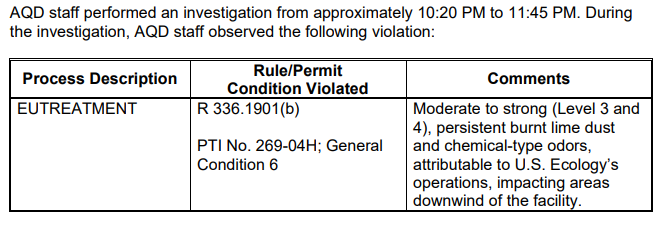 AQD staff performed an investigation from approximately 10:20 PM to 11:45 PM. During
the investigation, AQD staff observed the following violation:
Process Description
Rule/Permit
Condition Violated
Comments
EUTREATMENT
R 336.1901(b)
PTI No. 269-04H; General
Condition 6
Moderate to strong (Level 3 and
4), persistent burnt lime dust
and chemical-type odors,
attributable to U.S. Ecology's
operations, impacting areas
downwind of the facility.